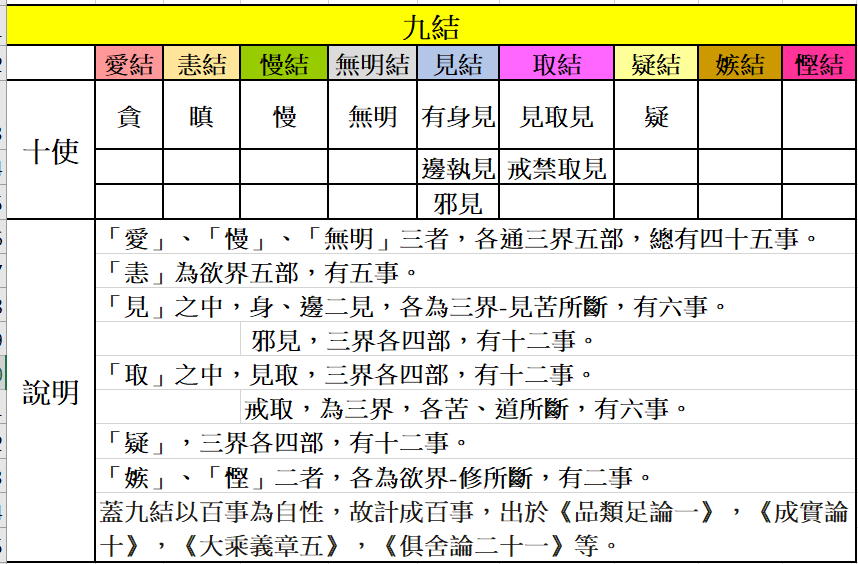 九結
愛結 恚結 慢結 無明結 見結 取結 疑結 嫉結 慳結
十使
貪 瞋 慢 無明 有身見 見取見 疑
邊執見 戒禁取見
邪見
說明
「愛」、「慢」、「無明」三者，各通三界五部，總有四十五事。
「恚」為欲界五部，有五事。
「見」之中，身、邊二見，各為三界-見苦所斷，有六事。
邪見，三界各四部，有十二事。
「取」之中，見取，三界各四部，有十二事。
戒取，為三界，各苦、道所斷，有六事。
「疑」，三界各四部，有十二事。
「嫉」、「慳」二者，各為欲界-修所斷，有二事。
蓋九結以百事為自性，故計成百事，出於《品類足論一》，《成實論
十》，《大乘義章五》，《俱舍論二十一》等。